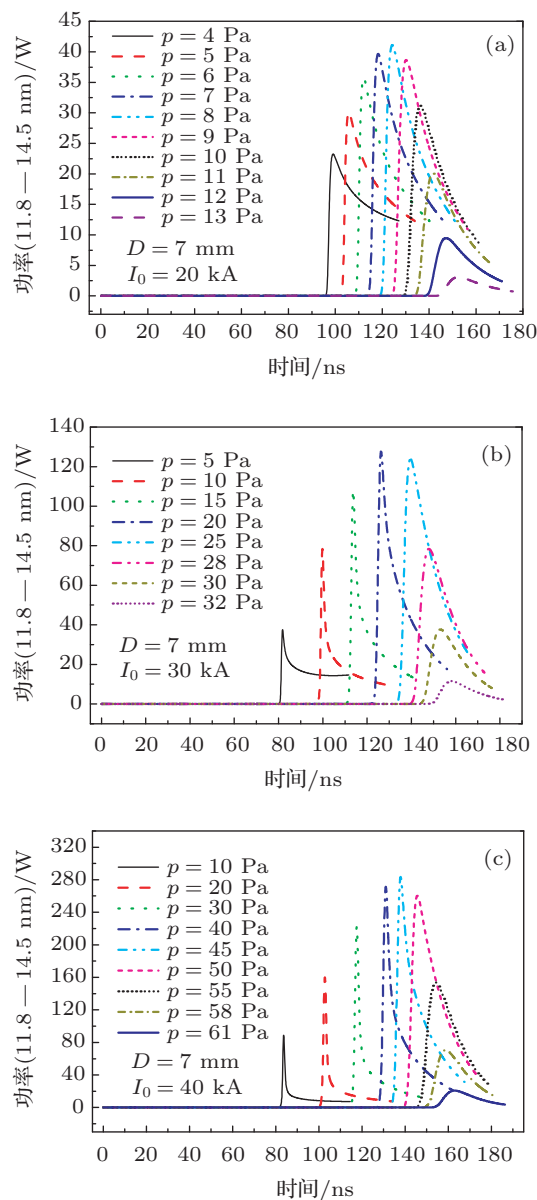 45
40
35
30
25
20
15
10
5
0
功率(11.8—14.5 nm)/W
p = 4 Pa
p = 5 Pa
p = 6 Pa
p = 7 Pa
p = 8 Pa
p = 9 Pa
p = 10 Pa
p = 11 Pa
p = 12 Pa
p = 13 Pa
D = 7 mm
I₀ = 20 kA
(a)
0 20 40 60 80 100 120 140 160 180
时间/ns
140
120
100
80
60
40
20
0
功率(11.8—14.5 nm)/W
p = 5 Pa
p = 10 Pa
p = 15 Pa
p = 20 Pa
p = 25 Pa
p = 28 Pa
p = 30 Pa
p = 32 Pa
D = 7 mm
I₀ = 30 kA
(b)
0 20 40 60 80 100 120 140 160 180
时间/ns
320
280
240
200
160
120
80
40
0
功率(11.8—14.5 nm)/W
p = 10 Pa
p = 20 Pa
p = 30 Pa
p = 40 Pa
p = 45 Pa
p = 50 Pa
p = 55 Pa
p = 58 Pa
p = 61 Pa
D = 7 mm
I₀ = 40 kA
(c)
0 20 40 60 80 100 120 140 160 180
时间/ns